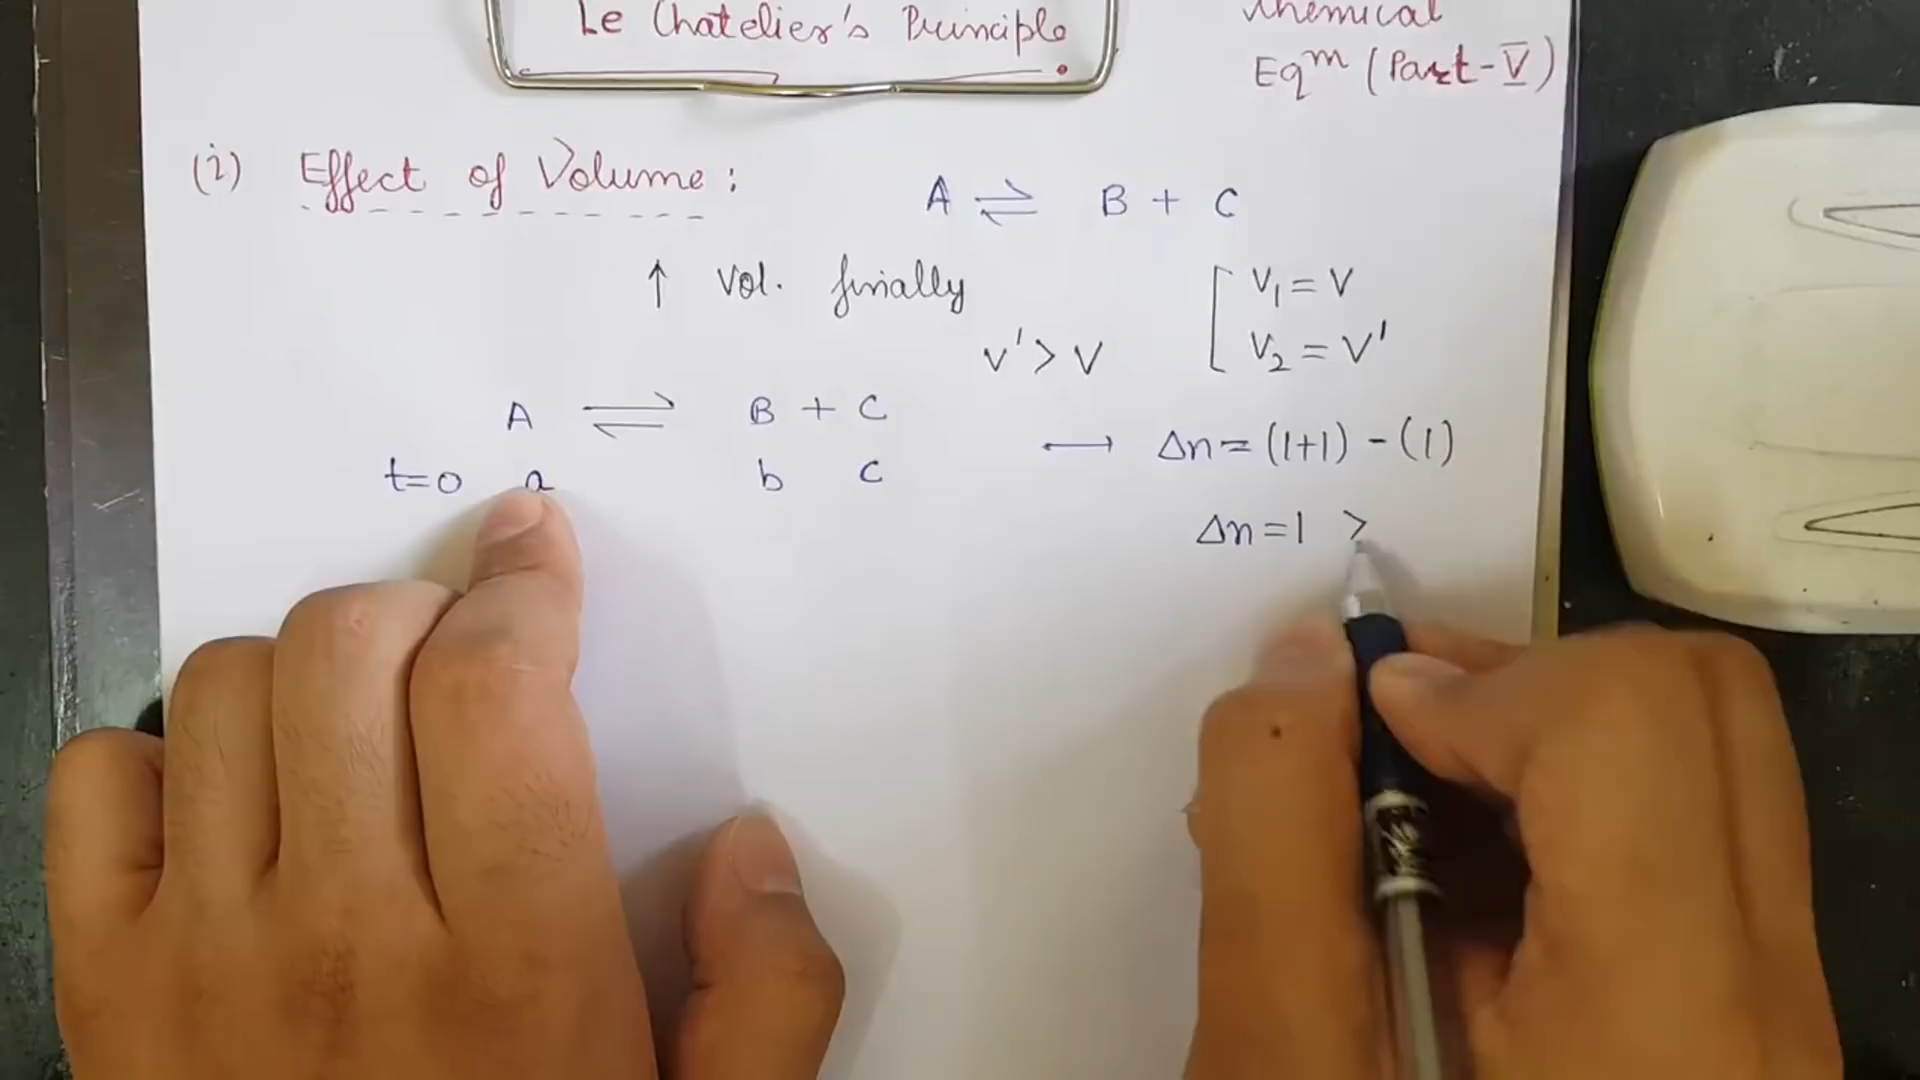 Le Chatelier's Principle
Chemical
Eqm (Part-V)
(i) Effect of Volume :
A ⇌ B + C
↑ Vol. finally
V1 = V
V' > V
V2 = V'
A ⇌ B + C
t=0 a b c
⟷ Δn = (1+1) - (1)
Δn = 1 >